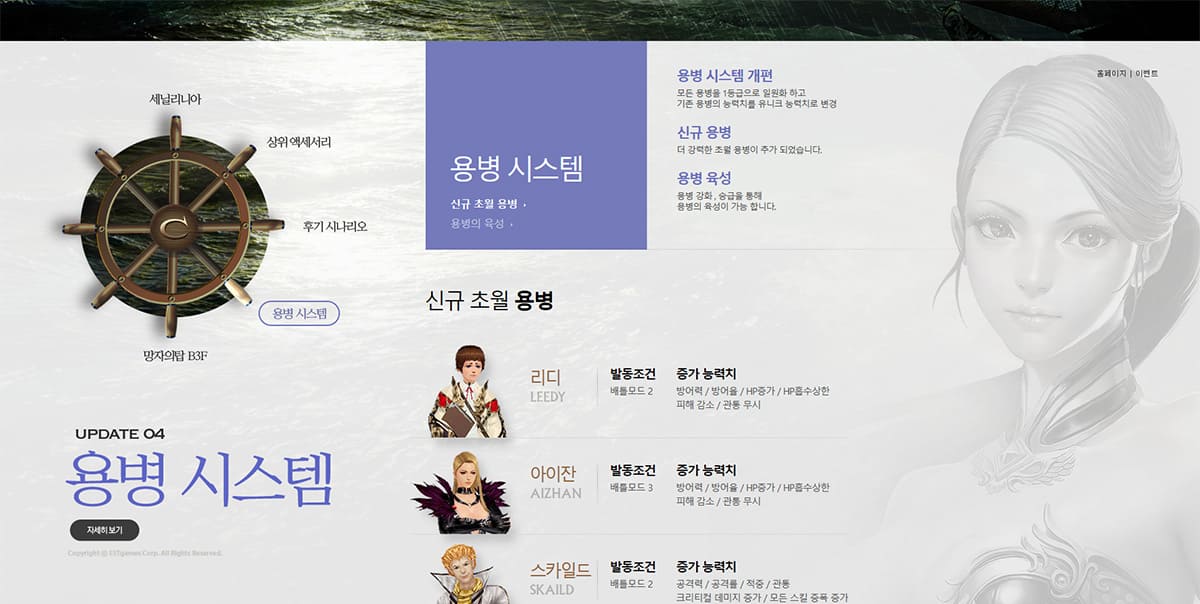 세닐리니아
상위 액세서리
후기 시나리오
용병 시스템
망자의탑 B3F
UPDATE 04
용병 시스템
자세히 보기
Copyright ⓒ ESTgames Corp. All Rights Reserved.
용병 시스템
신규 초월 용병 ›
용병의 육성 ›
용병 시스템 개편
모든 용병을 1등급으로 일원화 하고
기존 용병의 능력치를 유니크 능력치로 변경
신규 용병
더 강력한 초월 용병이 추가 되었습니다.
용병 육성
용병 강화 , 승급을 통해
용병의 육성이 가능 합니다.
홈페이지 | 이벤트
신규 초월 용병
리디
LEEDY
발동조건
배틀모드 2
증가 능력치
방어력 / 방어율 / HP증가 / HP흡수상한
피해 감소 / 관통 무시
아이잔
AIZHAN
발동조건
배틀모드 3
증가 능력치
방어력 / 방어율 / HP증가 / HP흡수상한
피해 감소 / 관통 무시
스카일드
SKAILD
발동조건
배틀모드 2
증가 능력치
공격력 / 공격률 / 적중 / 관통
크리티컬 데미지 증가 / 모든 스킬 증폭 증가